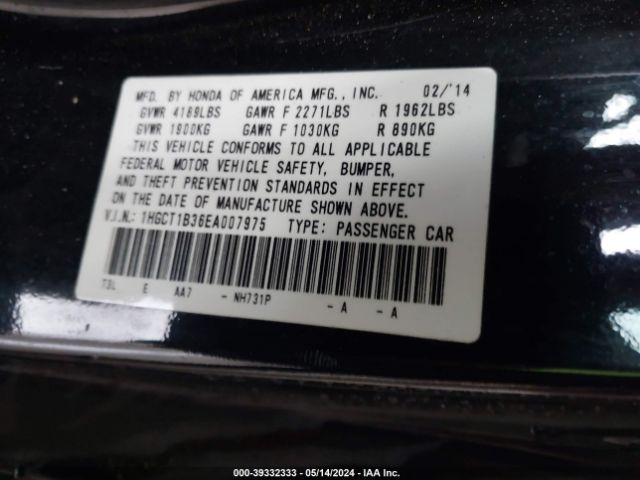 MFD. BY HONDA OF AMERICA MFG., INC. 02/'14
GVWR 4189LBS GAWR F 2271LBS R 1962LBS
GVWR 1900KG GAWR F 1030KG R 890KG
THIS VEHICLE CONFORMS TO ALL APPLICABLE
FEDERAL MOTOR VEHICLE SAFETY, BUMPER,
AND THEFT PREVENTION STANDARDS IN EFFECT
ON THE DATE OF MANUFACTURE SHOWN ABOVE.
V.I.N.: 1HGCT1B36EA007975 TYPE: PASSENGER CAR
T3L E AA7 - NH731P - A - A
000-39332333 - 05/14/2024 - IAA Inc.